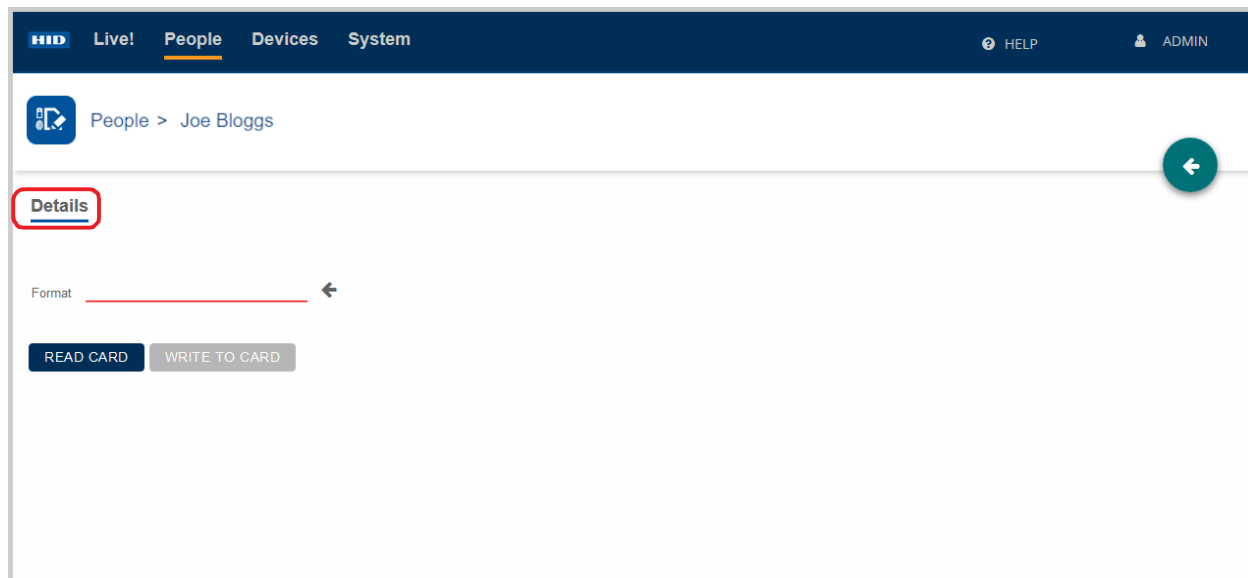 HID Live! People Devices System HELP ADMIN
People > Joe Bloggs
Details
Format
READ CARD WRITE TO CARD